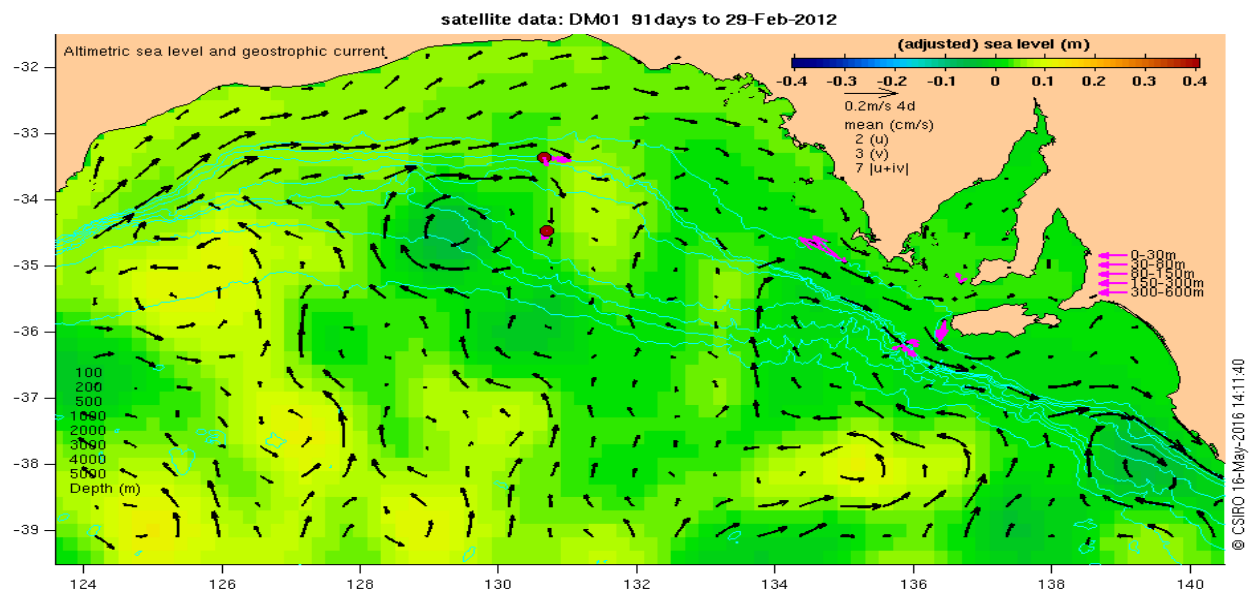 satellite data: DM01 91days to 29-Feb-2012
Altimetric sea level and geostrophic current
(adjusted) sea level (m)
-0.4 -0.3 -0.2 -0.1 0 0.1 0.2 0.3 0.4
0.2m/s 4d
mean (cm/s)
2 (u)
3 (v)
7 |u+iv|
0-30m
30-80m
80-150m
150-300m
300-600m
100
200
500
1000
2000
3000
4000
5000
Depth (m)
-32
-33
-34
-35
-36
-37
-38
-39
124 126 128 130 132 134 136 138 140
© CSIRO 16-May-2016 14:11:40